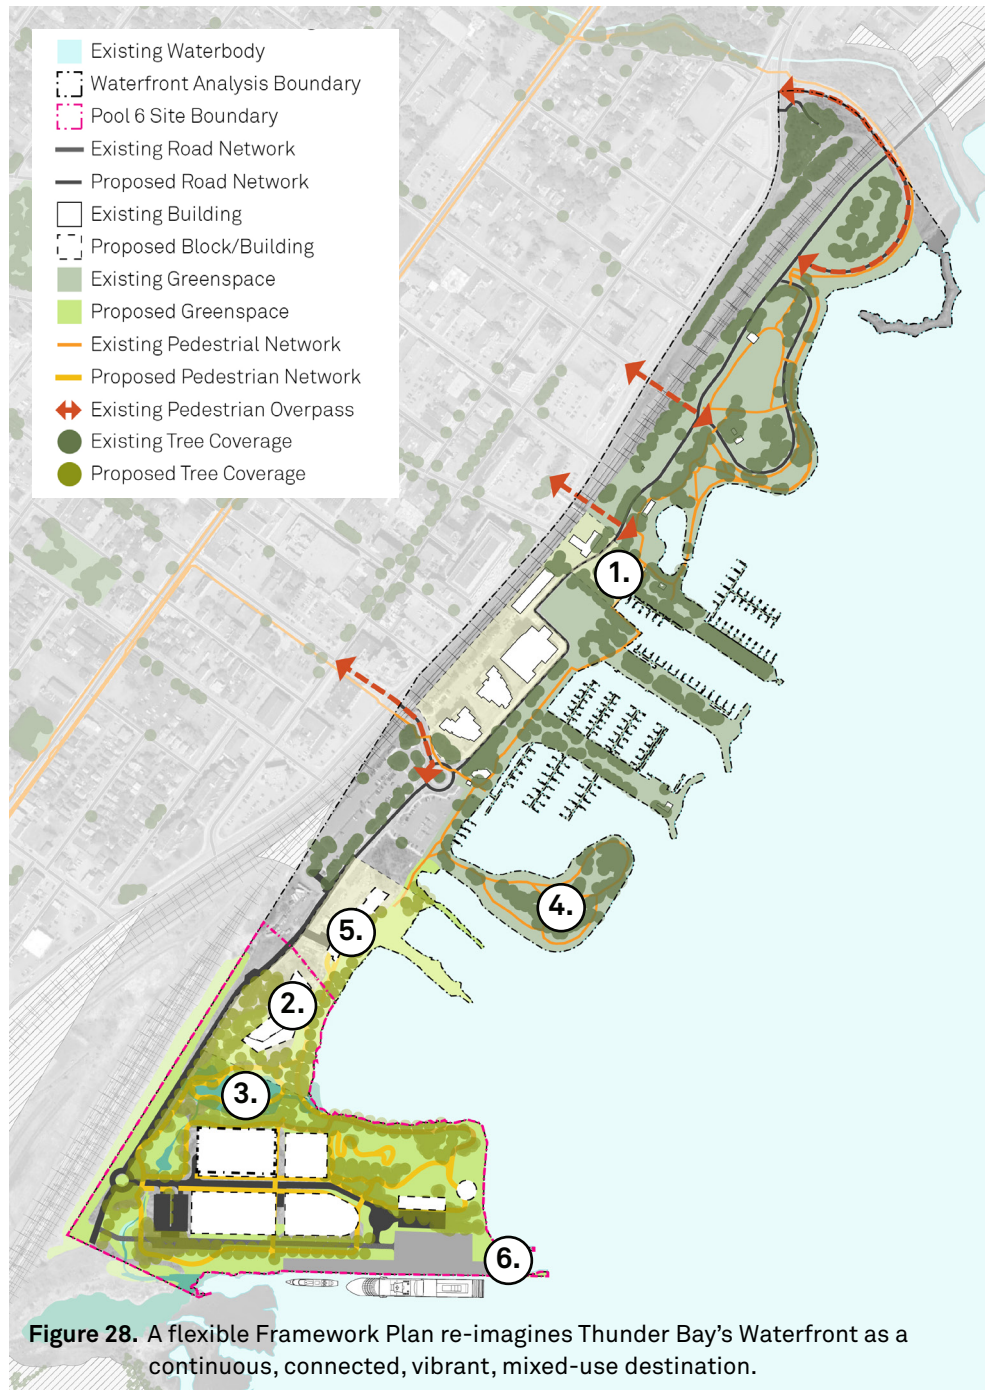 Existing Waterbody
Waterfront Analysis Boundary
Pool 6 Site Boundary
Existing Road Network
Proposed Road Network
Existing Building
Proposed Block/Building
Existing Greenspace
Proposed Greenspace
Existing Pedestrial Network
Proposed Pedestrian Network
Existing Pedestrian Overpass
Existing Tree Coverage
Proposed Tree Coverage
1.
4.
5.
2.
3.
6.
Figure 28. A flexible Framework Plan re-imagines Thunder Bay's Waterfront as a
continuous, connected, vibrant, mixed-use destination.